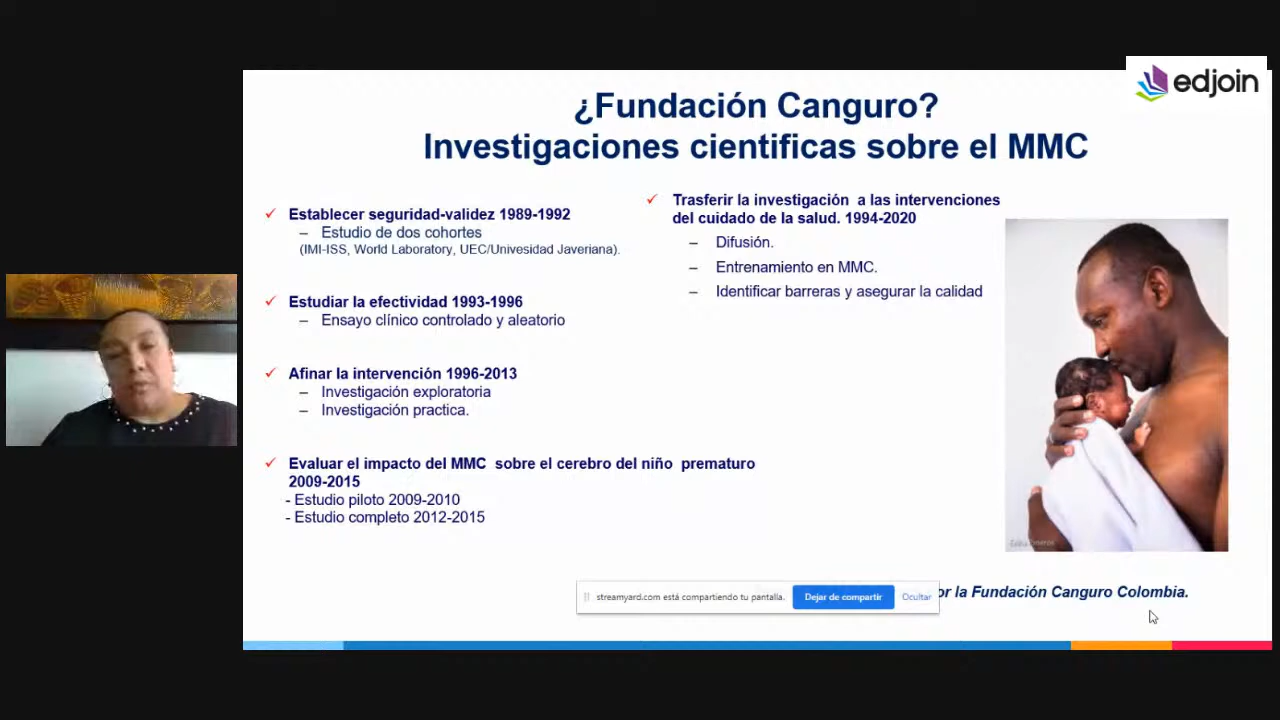 edjoin
¿Fundación Canguro?
Investigaciones cientificas sobre el MMC
✓ Establecer seguridad-validez 1989-1992
– Estudio de dos cohortes
(IMI-ISS, World Laboratory, UEC/Univesidad Javeriana).
✓ Estudiar la efectividad 1993-1996
– Ensayo clínico controlado y aleatorio
✓ Afinar la intervención 1996-2013
– Investigación exploratoria
– Investigación practica.
✓ Evaluar el impacto del MMC sobre el cerebro del niño prematuro
2009-2015
- Estudio piloto 2009-2010
- Estudio completo 2012-2015
✓ Trasferir la investigación a las intervenciones
del cuidado de la salud. 1994-2020
– Difusión.
– Entrenamiento en MMC.
– Identificar barreras y asegurar la calidad
streamyard.com está compartiendo tu pantalla. Dejar de compartir Ocultar
or la Fundación Canguro Colombia.